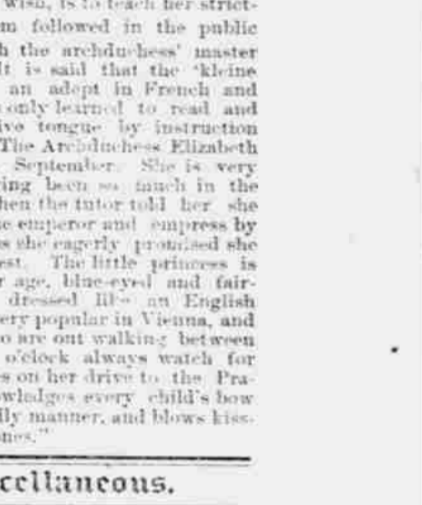 wish, is to teach her strict-
m followed in the public
h the archduchess' master
It is said that the 'kleine
an adept in French and
only learned to read and
ive tongue by instruction
The Archduchess Elizabeth
September. She is very
ing been so much in the
hen the tutor told her she
e emperor and empress by
s she eagerly promised she
est. The little princess is
r age, blue-eyed and fair-
dressed like an English
ery popular in Vienna, and
o are out walking between
o'clock always watch for
s on her drive to the Pra-
wledges every child's bow
lly manner, and blows kiss-
ones."
cellaneous.